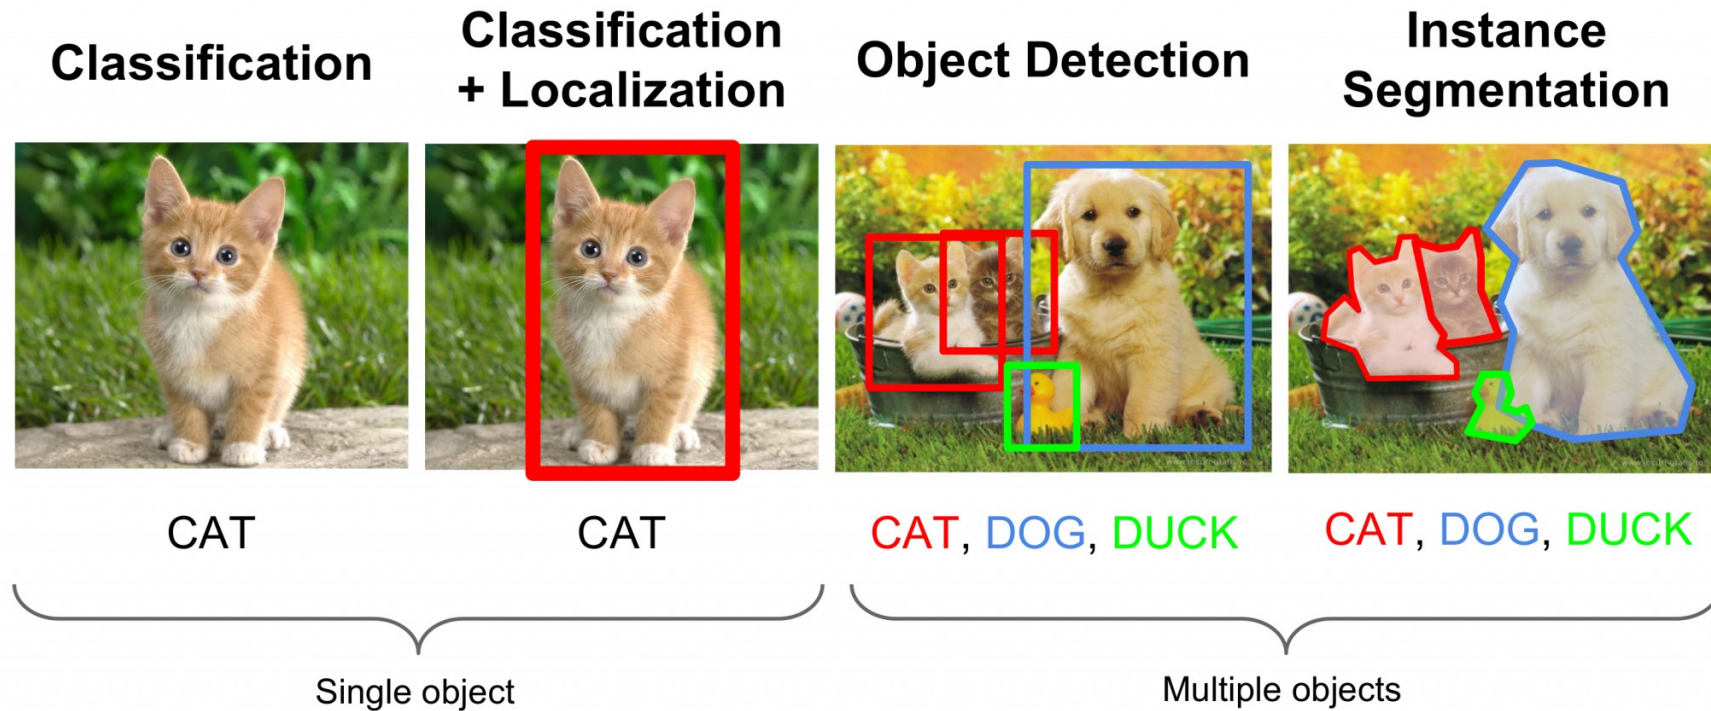 Classification
Classification
+ Localization
Object Detection
Instance
Segmentation
CAT
CAT
CAT, DOG, DUCK
CAT, DOG, DUCK
Single object
Multiple objects